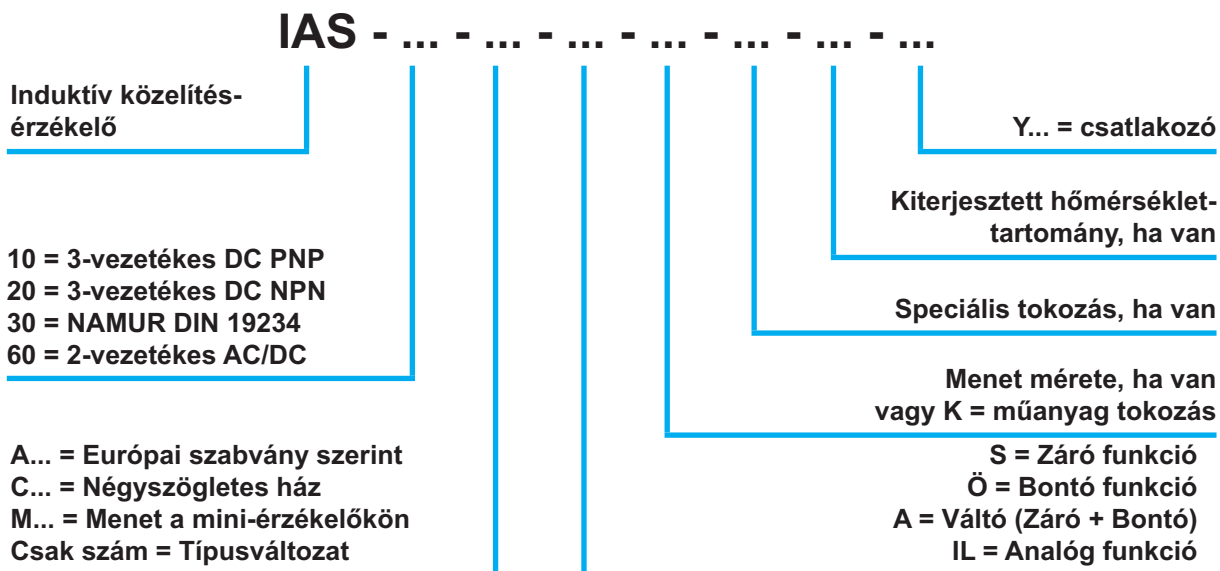 IAS - ... - ... - ... - ... - ... - ... - ...
Induktív közelítés-
érzékelő
10 = 3-vezetékes DC PNP
20 = 3-vezetékes DC NPN
30 = NAMUR DIN 19234
60 = 2-vezetékes AC/DC
A... = Európai szabvány szerint
C... = Négyszögletes ház
M... = Menet a mini-érzékelőkön
Csak szám = Típusváltozat
Y... = csatlakozó
Kiterjesztett hőmérséklet-
tartomány, ha van
Speciális tokozás, ha van
Menet mérete, ha van
vagy K = műanyag tokozás
S = Záró funkció
Ö = Bontó funkció
A = Váltó (Záró + Bontó)
IL = Analóg funkció